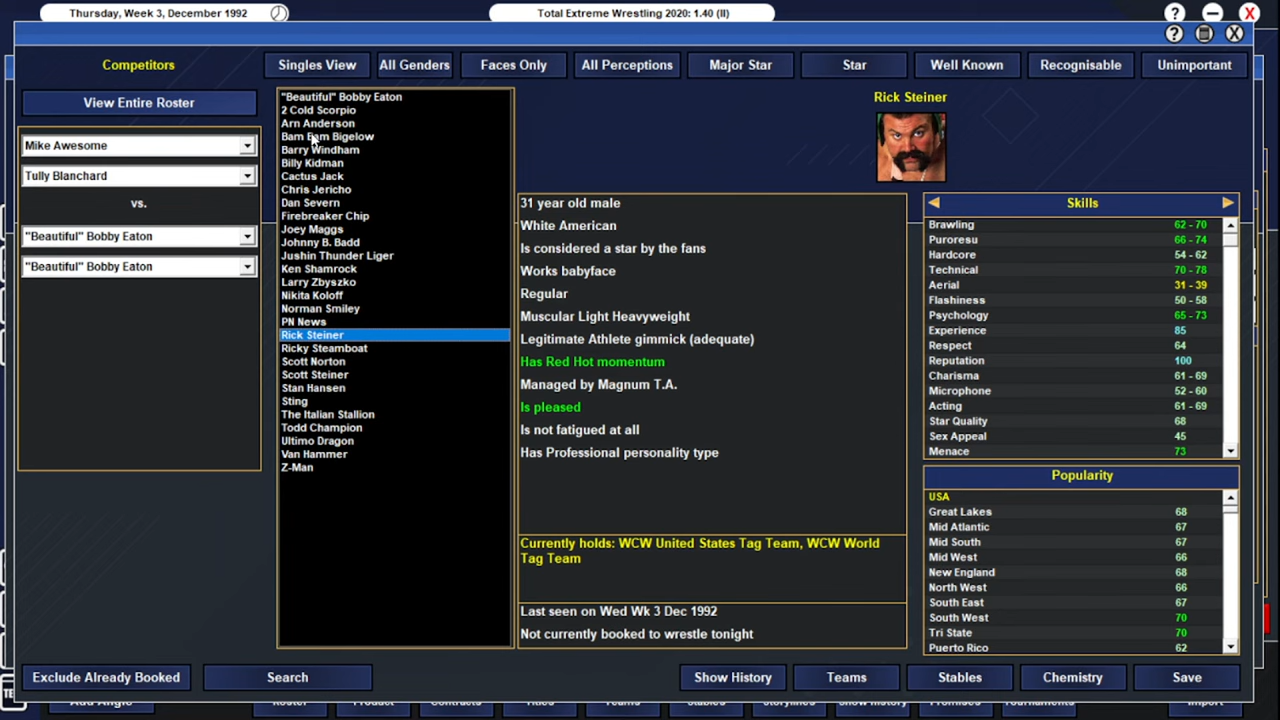 Thursday, Week 3, December 1992
Total Extreme Wrestling 2020: 1.40 (II)
? X
? X
Competitors
Singles View
All Genders
Faces Only
All Perceptions
Major Star
Star
Well Known
Recognisable
Unimportant
View Entire Roster
Mike Awesome
Tully Blanchard
vs.
"Beautiful" Bobby Eaton
"Beautiful" Bobby Eaton
"Beautiful" Bobby Eaton
2 Cold Scorpio
Arn Anderson
Bam Bam Bigelow
Barry Windham
Billy Kidman
Cactus Jack
Chris Jericho
Dan Severn
Firebreaker Chip
Joey Maggs
Johnny B. Badd
Jushin Thunder Liger
Ken Shamrock
Larry Zbyszko
Nikita Koloff
Norman Smiley
PN News
Rick Steiner
Ricky Steamboat
Scott Norton
Scott Steiner
Stan Hansen
Sting
The Italian Stallion
Todd Champion
Ultimo Dragon
Van Hammer
Z-Man
Rick Steiner
31 year old male
White American
Is considered a star by the fans
Works babyface
Regular
Muscular Light Heavyweight
Legitimate Athlete gimmick (adequate)
Has Red Hot momentum
Managed by Magnum T.A.
Is pleased
Is not fatigued at all
Has Professional personality type
Currently holds: WCW United States Tag Team, WCW World
Tag Team
Last seen on Wed Wk 3 Dec 1992
Not currently booked to wrestle tonight
Skills
Brawling 62 - 70
Puroresu 66 - 74
Hardcore 54 - 62
Technical 70 - 78
Aerial 31 - 39
Flashiness 50 - 58
Psychology 65 - 73
Experience 85
Respect 64
Reputation 100
Charisma 61 - 69
Microphone 52 - 60
Acting 61 - 69
Star Quality 68
Sex Appeal 45
Menace 73
Popularity
USA
Great Lakes 68
Mid Atlantic 67
Mid South 67
Mid West 66
New England 68
North West 66
South East 67
South West 70
Tri State 70
Puerto Rico 62
Exclude Already Booked
Search
Show History
Teams
Stables
Chemistry
Save